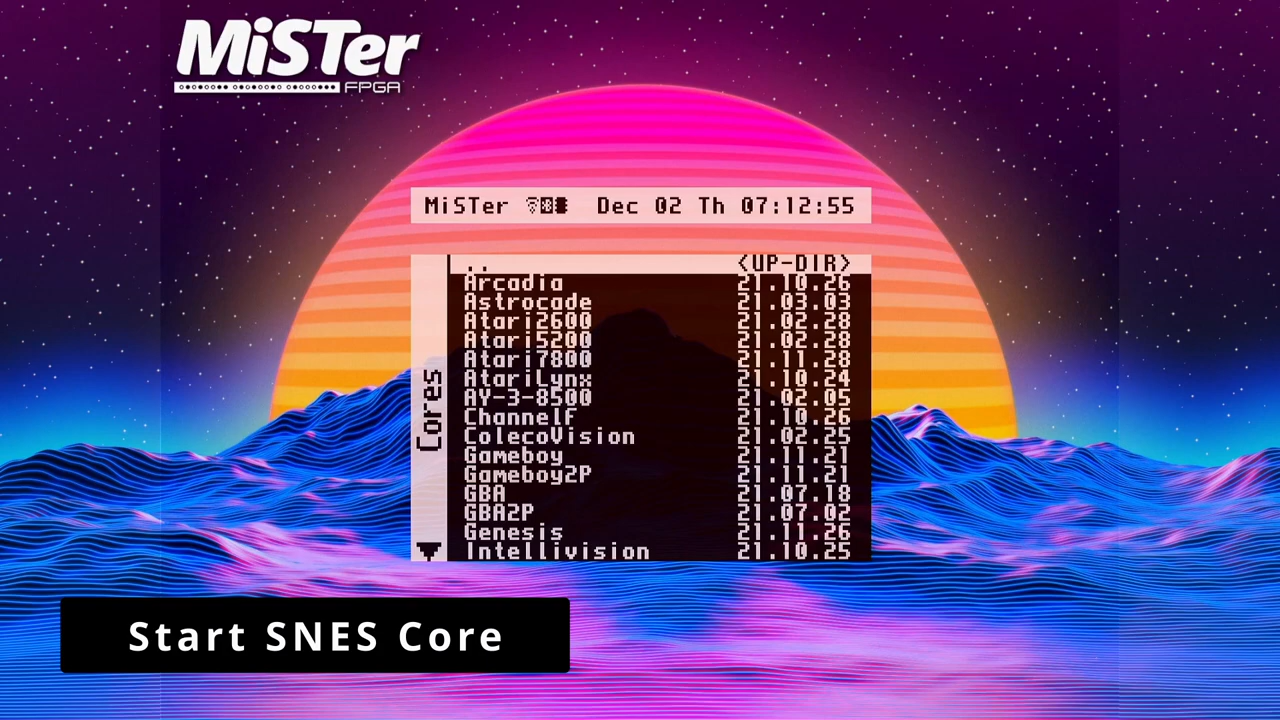 MiSTer
FPGA
MiSTer Dec 02 Th 07:12:55
Cores
.. <UP-DIR>
Arcadia 21.10.26
Astrocade 21.03.03
Atari2600 21.02.28
Atari5200 21.02.28
Atari7800 21.11.28
AtariLynx 21.10.24
AY-3-8500 21.02.05
ChannelF 21.10.26
ColecoVision 21.02.25
Gameboy 21.11.21
Gameboy2P 21.11.21
GBA 21.07.18
GBA2P 21.07.02
Genesis 21.11.26
Intellivision 21.10.25
Start SNES Core